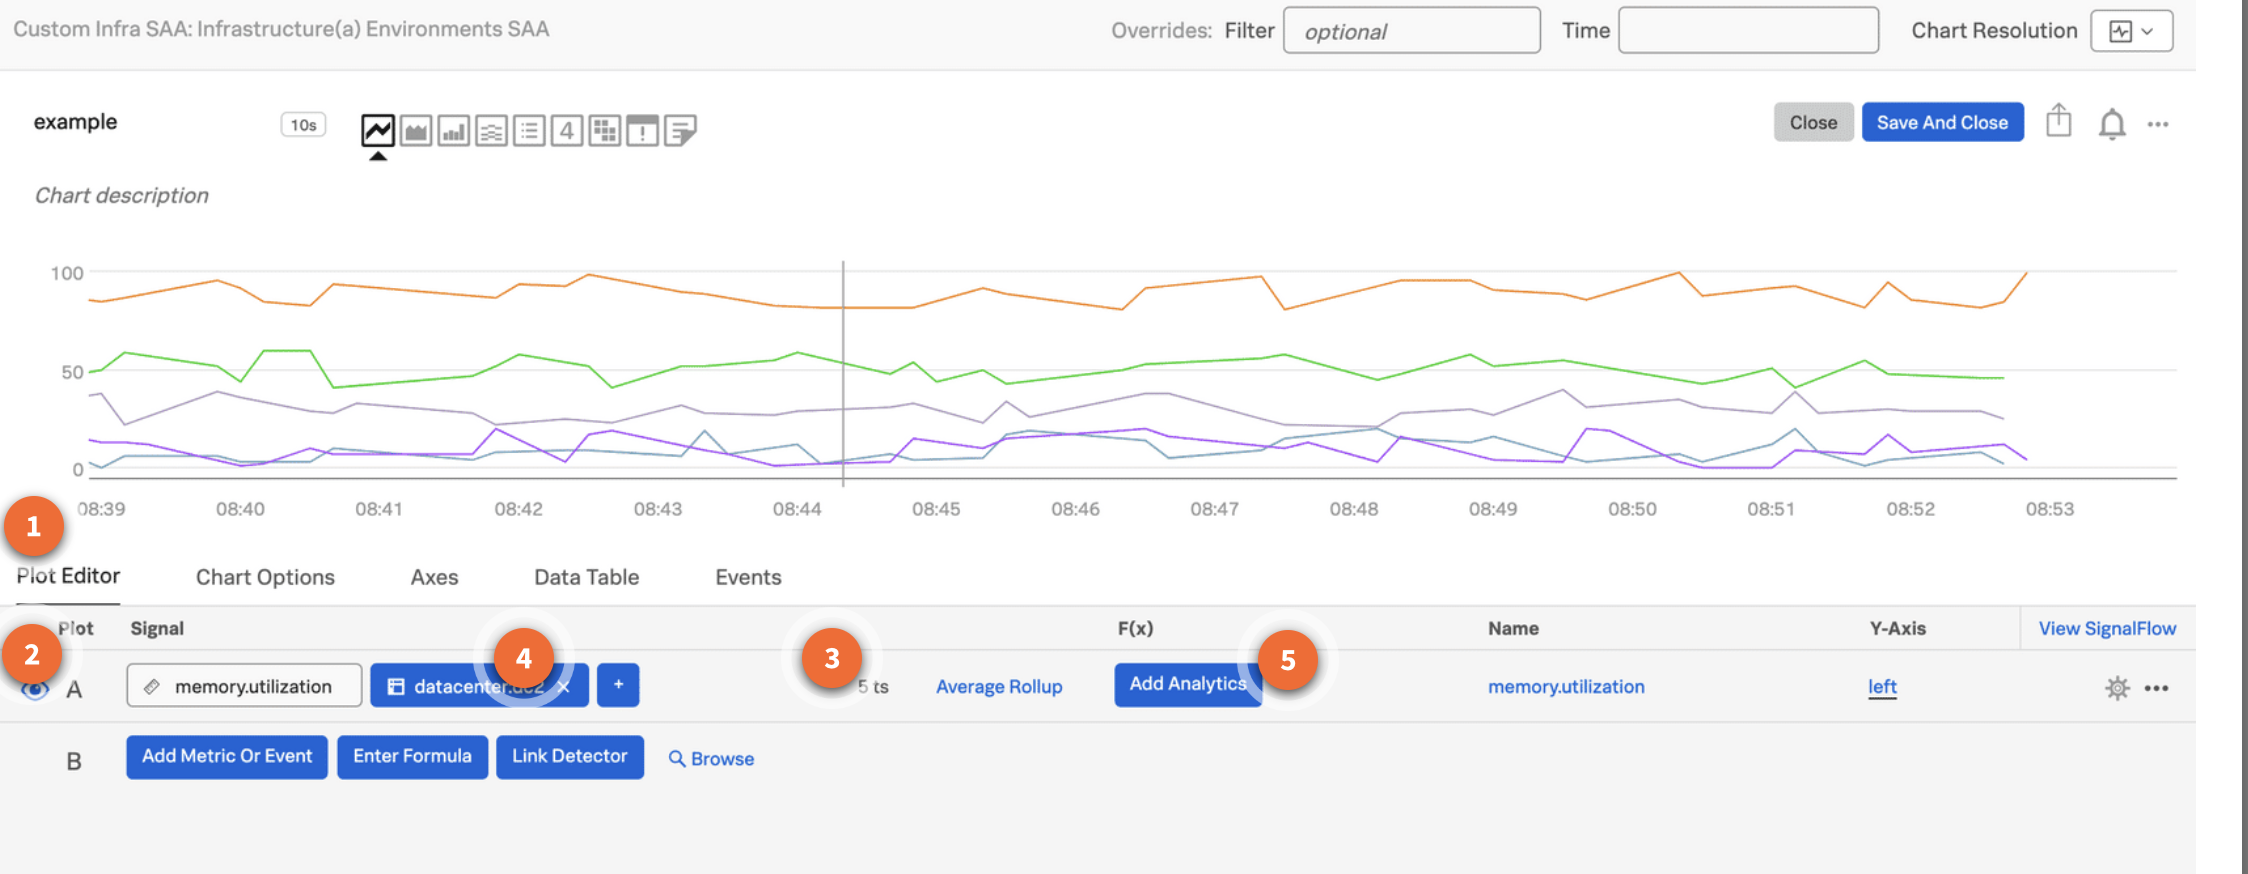 Custom Infra SAA: Infrastructure(a) Environments SAA Overrides: Filter optional Time Chart Resolution
example 10s 4 ! Close Save And Close
Chart description
100
50
0
08:39 08:40 08:41 08:42 08:43 08:44 08:45 08:46 08:47 08:48 08:49 08:50 08:51 08:52 08:53
1
Plot Editor Chart Options Axes Data Table Events
Plot Signal F(x) Name Y-Axis View SignalFlow
2 4 3 5
A memory.utilization + 5 ts Average Rollup Add Analytics memory.utilization left
B Add Metric Or Event Enter Formula Link Detector Browse